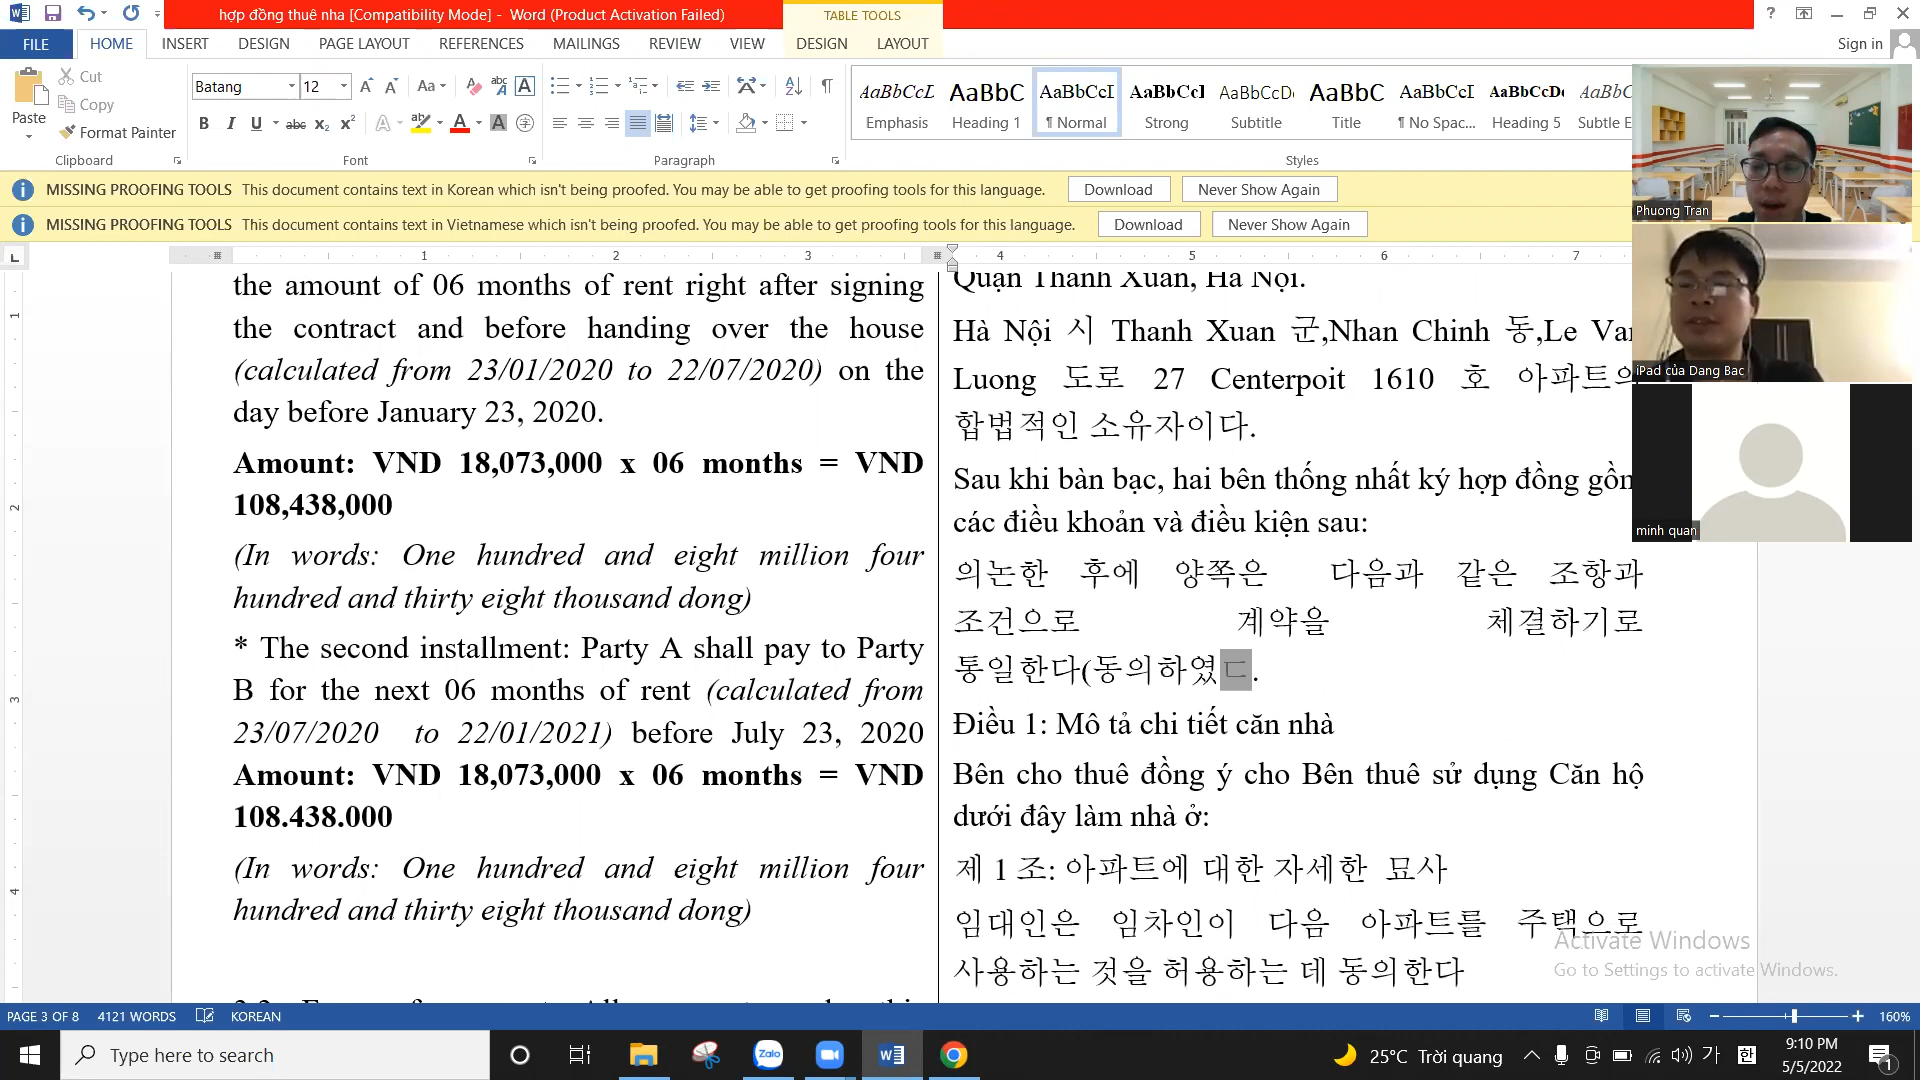 hợp đồng thuê nha [Compatibility Mode] - Word (Product Activation Failed)
TABLE TOOLS
FILE HOME INSERT DESIGN PAGE LAYOUT REFERENCES MAILINGS REVIEW VIEW DESIGN LAYOUT Sign in
Cut
Copy
Format Painter
Paste
Batang 12
AaBbCcL AaBbC AaBbCcI AaBbCcI AaBbCcDc AaBbC AaBbCcI AaBbCcDc AaBbC
Emphasis Heading 1 ¶ Normal Strong Subtitle Title ¶ No Spac... Heading 5 Subtle E
Clipboard Font Paragraph Styles
MISSING PROOFING TOOLS This document contains text in Korean which isn't being proofed. You may be able to get proofing tools for this language. Download Never Show Again
MISSING PROOFING TOOLS This document contains text in Vietnamese which isn't being proofed. You may be able to get proofing tools for this language. Download Never Show Again
1 2 3 4 5 6 7
the amount of 06 months of rent right after signing
the contract and before handing over the house
(calculated from 23/01/2020 to 22/07/2020) on the
day before January 23, 2020.
Amount: VND 18,073,000 x 06 months = VND
108,438,000
(In words: One hundred and eight million four
hundred and thirty eight thousand dong)
* The second installment: Party A shall pay to Party
B for the next 06 months of rent (calculated from
23/07/2020 to 22/01/2021) before July 23, 2020
Amount: VND 18,073,000 x 06 months = VND
108.438.000
(In words: One hundred and eight million four
hundred and thirty eight thousand dong)
Quận Thanh Xuân, Hà Nội.
Hà Nội 시 Thanh Xuan 군,Nhan Chinh 동,Le Van
Luong 도로 27 Centerpoit 1610 호 아파트의
합법적인 소유자이다.
Sau khi bàn bạc, hai bên thống nhất ký hợp đồng gồm
các điều khoản và điều kiện sau:
의논한 후에 양쪽은 다음과 같은 조항과
조건으로 계약을 체결하기로
통일한다(동의하였ㄷ.
Điều 1: Mô tả chi tiết căn nhà
Bên cho thuê đồng ý cho Bên thuê sử dụng Căn hộ
dưới đây làm nhà ở:
제 1 조: 아파트에 대한 자세한 묘사
임대인은 임차인이 다음 아파트를 주택으로
사용하는 것을 허용하는 데 동의한다
Phuong Tran
iPad của Dang Bac
minh quan
Activate Windows
Go to Settings to activate Windows.
PAGE 3 OF 8 4121 WORDS KOREAN 160%
Type here to search
Zalo
25°C Trời quang
가 한
9:10 PM
5/5/2022
1